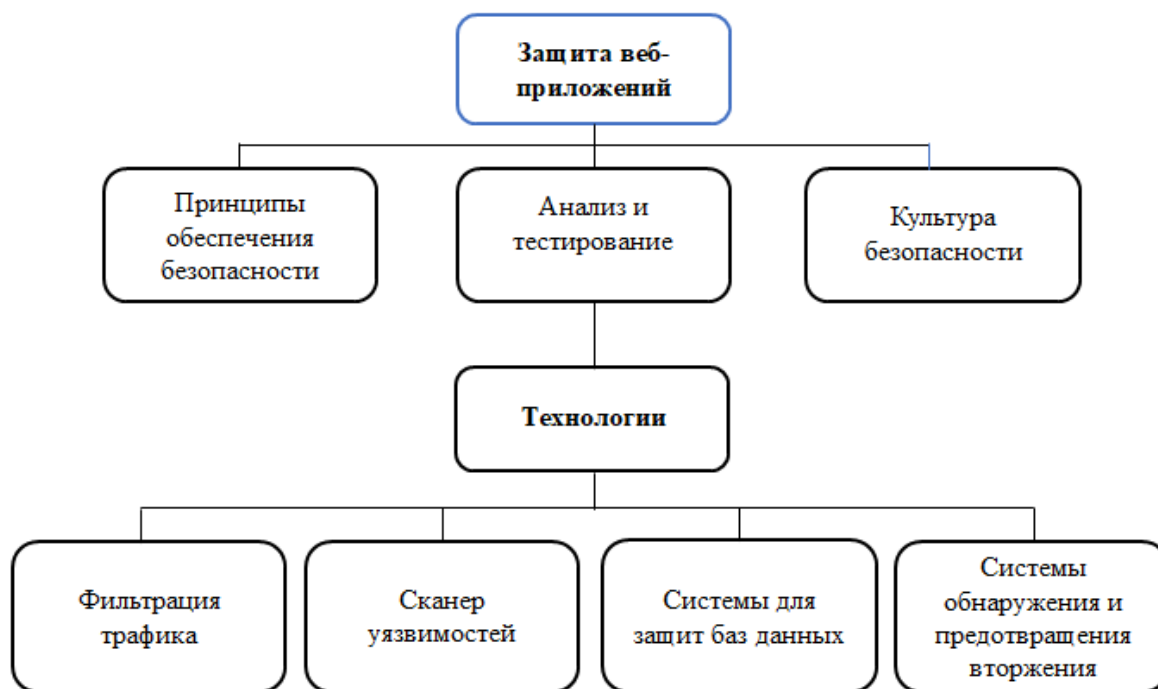 Защита веб-
приложений
Принципы
обеспечения
безопасности
Анализ и
тестирование
Культура
безопасности
Технологии
Фильтрация
трафика
Сканер
уязвимостей
Системы для
защит баз данных
Системы
обнаружения и
предотвращения
вторжения